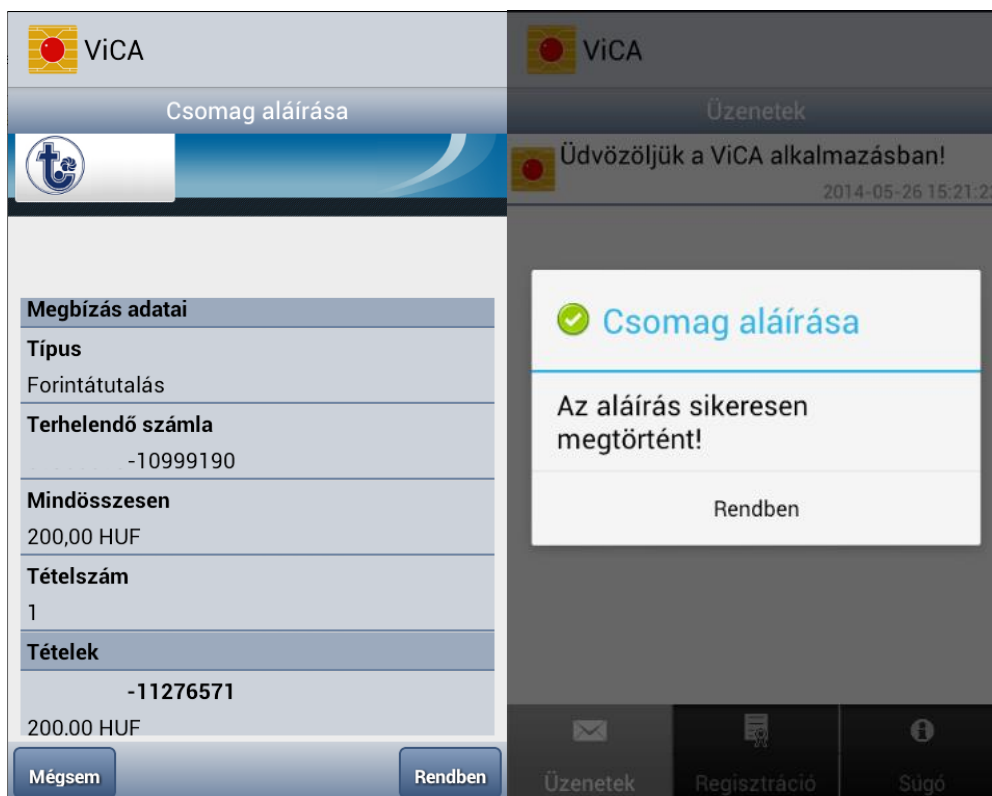 ViCA
Csomag aláírása
Megbízás adatai
Típus
Forintátutalás
Terhelendő számla
-10999190
Mindösszesen
200,00 HUF
Tételszám
1
Tételek
-11276571
200.00 HUF
Mégsem
Rendben
ViCA
Üzenetek
Üdvözöljük a ViCA alkalmazásban!
2014-05-26 15:21:2
Csomag aláírása
Az aláírás sikeresen
megtörtént!
Rendben
Üzenetek
Regisztráció
Súgó